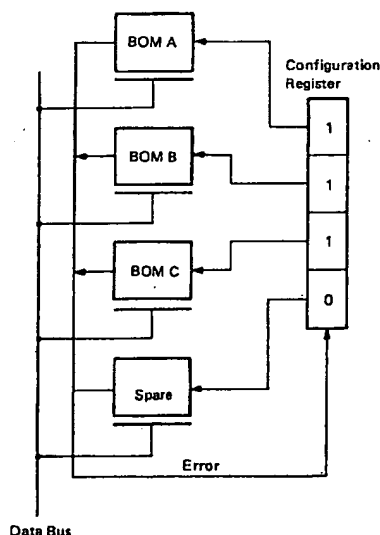 BOM A
Configuration
Register
1
BOM B
1
BOM C
1
0
Spare
Error
Data Bus